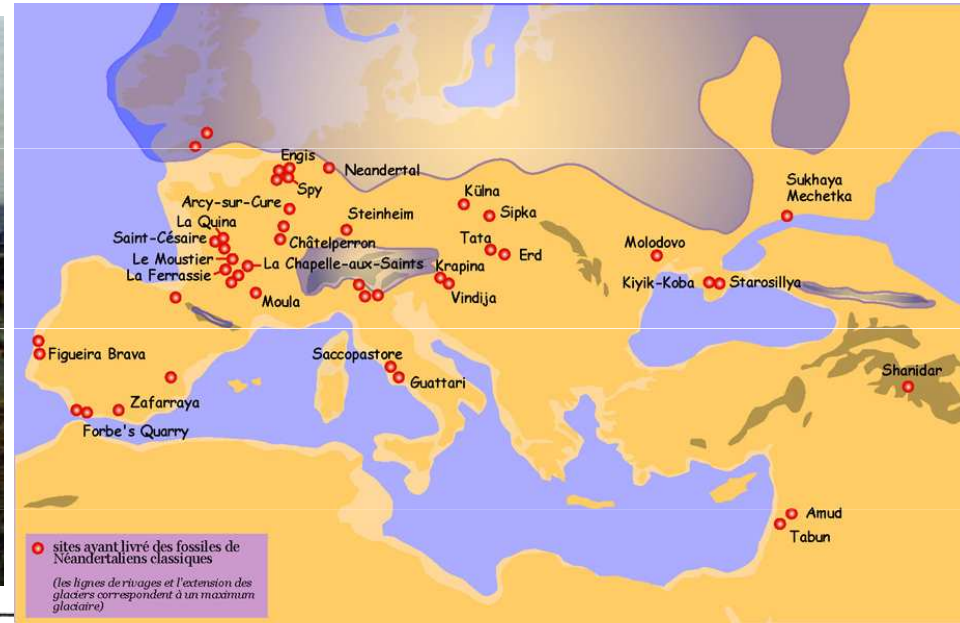 Engis
Neandertal
Spy
Arcy-sur-Cure
La Quina
Steinheim
Külna
Sipka
Sukhaya
Mechetka
Saint-Césaire
Châtelperron
Tata
Erd
Molodovo
Le Moustier
La Chapelle-aux-Saints
Krapina
La Ferrassie
Moula
Vindija
Kiyik-Koba
Starosillya
Figueira Brava
Saccopastore
Guattari
Shanidar
Zafarraya
Forbe's Quarry
Amud
Tabun
sites ayant livré des fossiles de
Néandertaliens classiques
(les lignes de rivages et l'extension des
glaciers correspondent à un maximum
glaciaire)